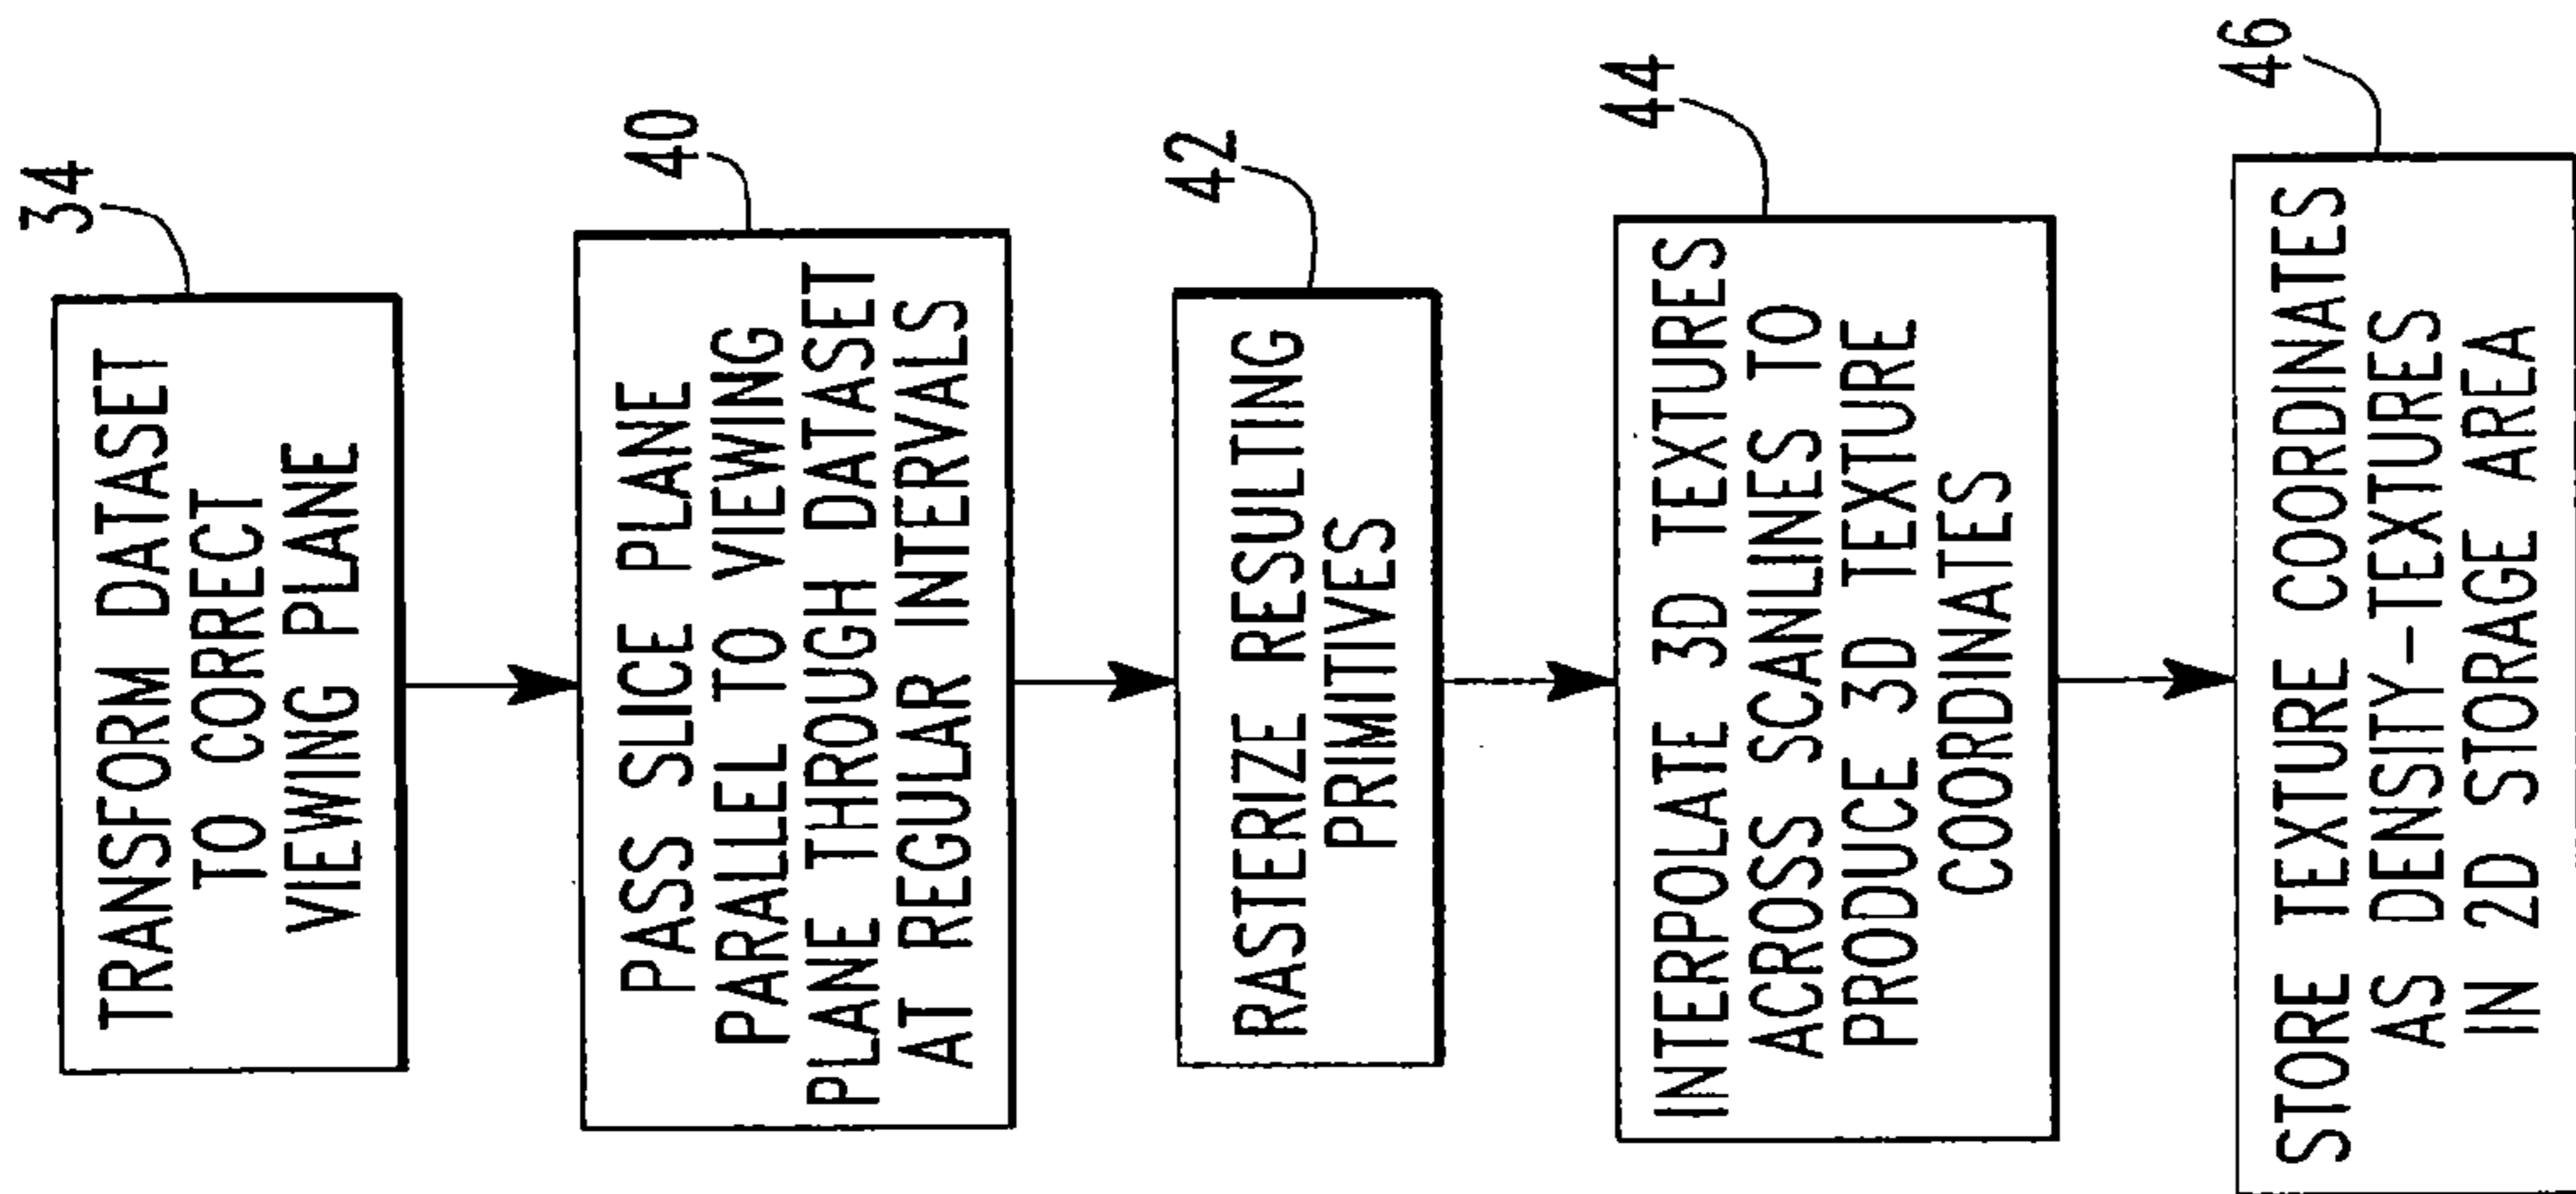 34
TRANSFORM DATASET
TO CORRECT
VIEWING PLANE
40
PASS SLICE PLANE
PARALLEL TO VIEWING
PLANE THROUGH DATASET
AT REGULAR INTERVALS
42
RASTERIZE RESULTING
PRIMITIVES
44
INTERPOLATE 3D TEXTURES
ACROSS SCANLINES TO
PRODUCE 3D TEXTURE
COORDINATES
46
STORE TEXTURE COORDINATES
AS DENSITY-TEXTURES
IN 2D STORAGE AREA